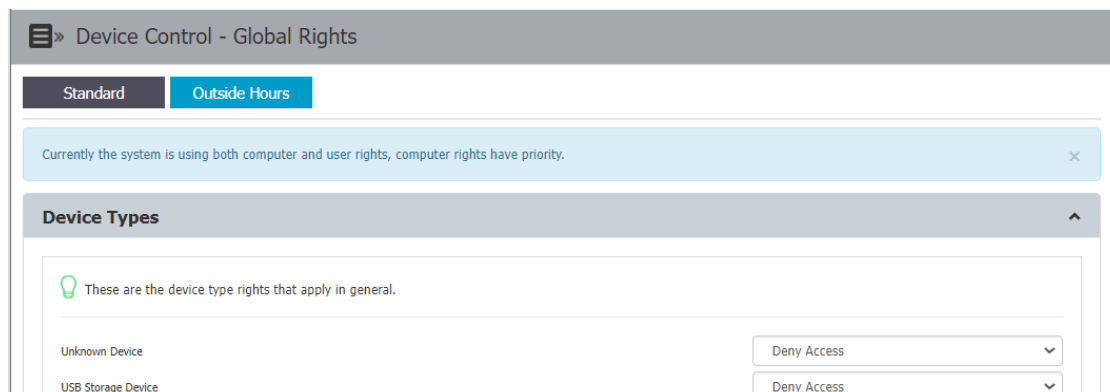 Device Control - Global Rights
Standard
Outside Hours
Currently the system is using both computer and user rights, computer rights have priority.
Device Types
These are the device type rights that apply in general.
Unknown Device Deny Access
USB Storage Device Deny Access